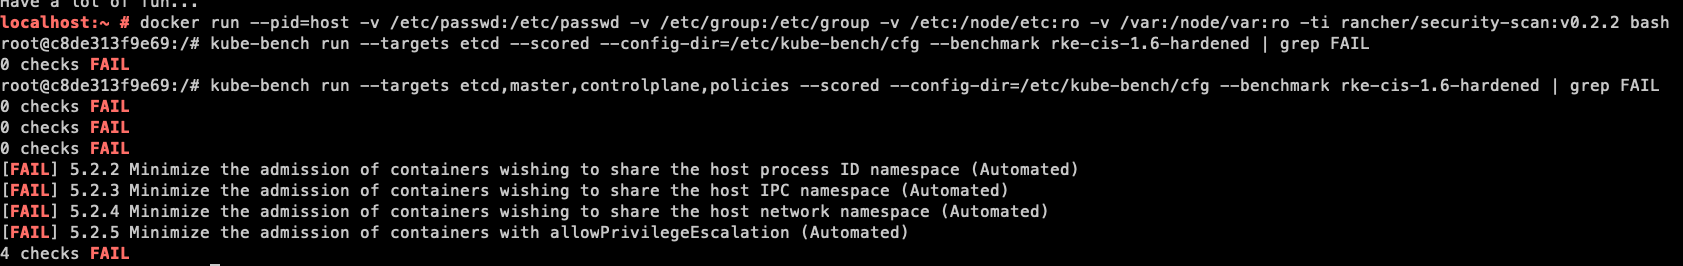 Have a lot of fun...
localhost:~ # docker run --pid=host -v /etc/passwd:/etc/passwd -v /etc/group:/etc/group -v /etc:/node/etc:ro -v /var:/node/var:ro -ti rancher/security-scan:v0.2.2 bash
root@c8de313f9e69:/# kube-bench run --targets etcd --scored --config-dir=/etc/kube-bench/cfg --benchmark rke-cis-1.6-hardened | grep FAIL
0 checks FAIL
root@c8de313f9e69:/# kube-bench run --targets etcd,master,controlplane,policies --scored --config-dir=/etc/kube-bench/cfg --benchmark rke-cis-1.6-hardened | grep FAIL
0 checks FAIL
0 checks FAIL
0 checks FAIL
[FAIL] 5.2.2 Minimize the admission of containers wishing to share the host process ID namespace (Automated)
[FAIL] 5.2.3 Minimize the admission of containers wishing to share the host IPC namespace (Automated)
[FAIL] 5.2.4 Minimize the admission of containers wishing to share the host network namespace (Automated)
[FAIL] 5.2.5 Minimize the admission of containers with allowPrivilegeEscalation (Automated)
4 checks FAIL